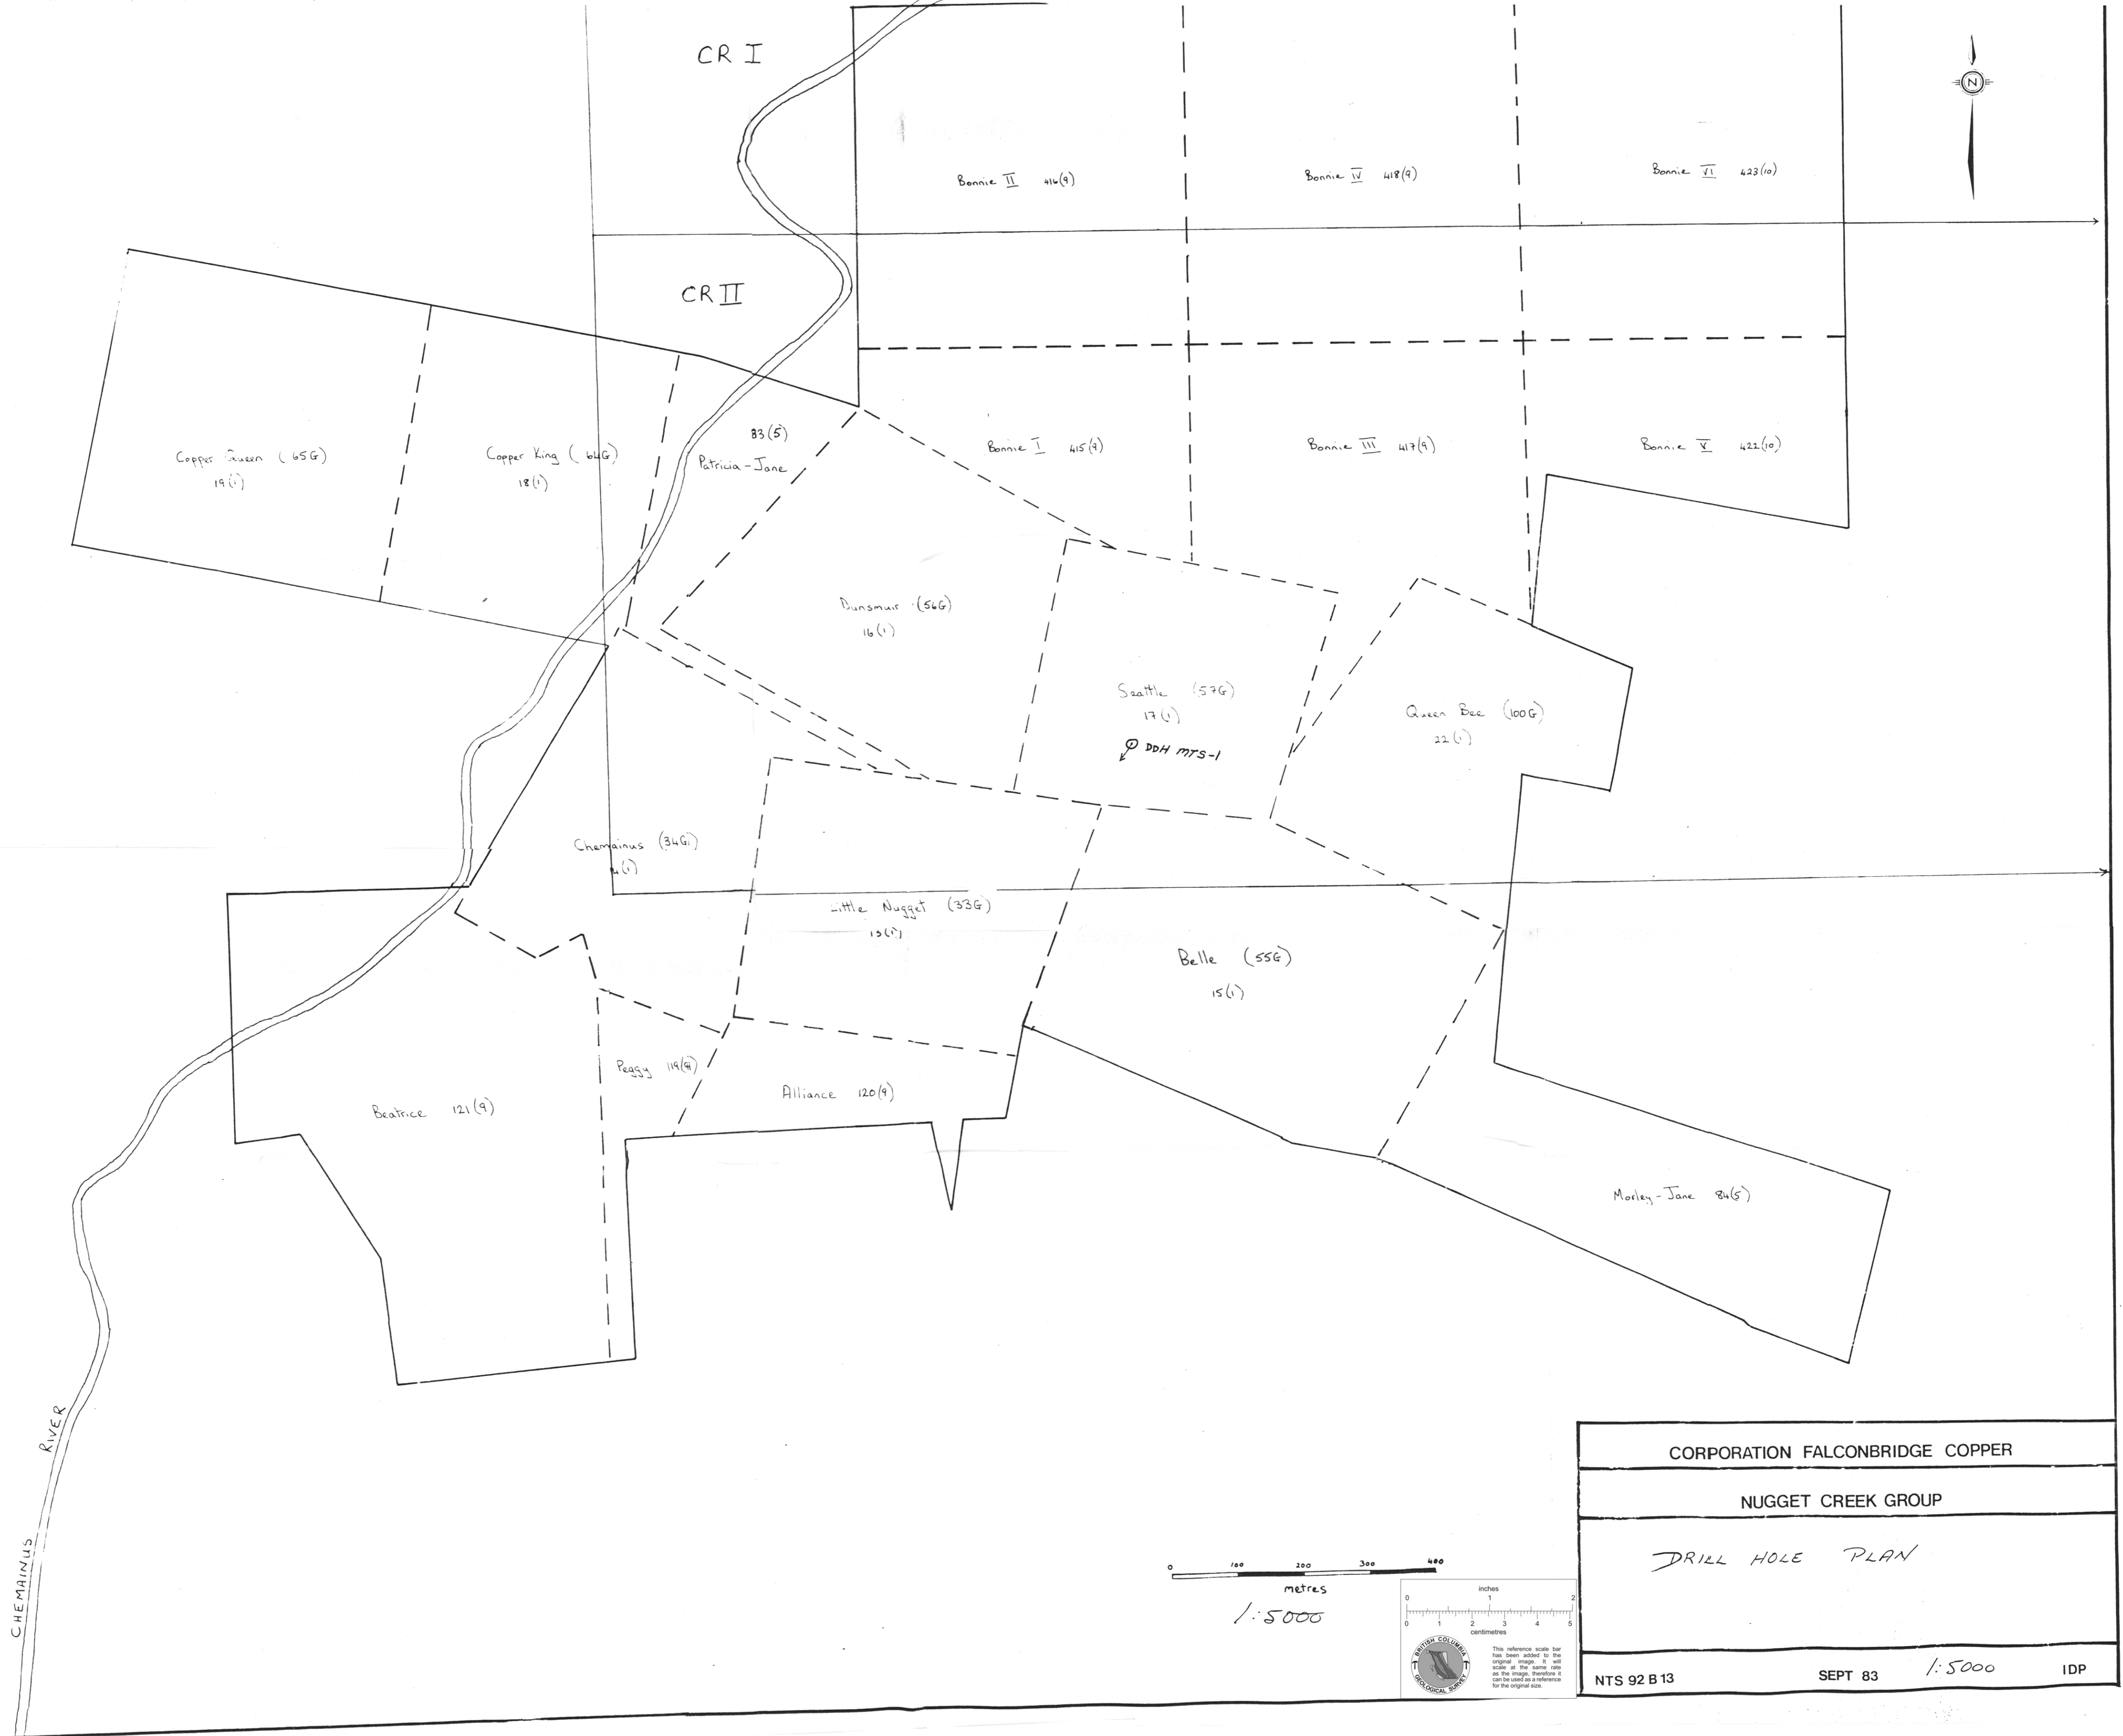 CR I
N
Bonnie II 416(9)
Bonnie IV 418(9)
Bonnie VI 423(10)
CR II
83(5)
Patricia-Jane
Bonnie I 415(9)
Bonnie III 417(9)
Bonnie V 422(10)
Copper Queen (65G)
19(1)
Copper King (64G)
18(1)
Dunsmuir (56G)
16(1)
Seattle (57G)
17(1)
DDH MTS-1
Queen Bee (100G)
22(1)
Chemainus (34G)
Little Nugget (33G)
13(1)
Belle (55G)
15(1)
Peggy 119(9)
Alliance 120(9)
Beatrice 121(9)
Morley-Jane 84(5)
CHEMAINUS RIVER
0 100 200 300 400
metres
1:5000
inches
0 1 2
0 1 2 3 4 5
centimetres
BRITISH COLUMBIA
GEOLOGICAL SURVEY
This reference scale bar
has been added to the
original image. It will
scale at the same rate
as the image, therefore it
can be used as a reference
for the original size.
CORPORATION FALCONBRIDGE COPPER
NUGGET CREEK GROUP
DRILL HOLE PLAN
NTS 92 B 13 SEPT 83 1:5000 IDP